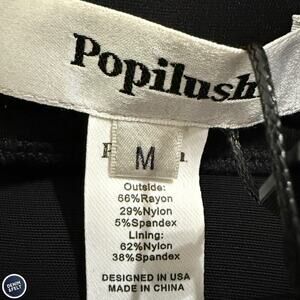 Popilush
M
Outside:
66%Rayon
29%Nylon
5%Spandex
Lining:
62%Nylon
38%Spandex
DESIGNED IN USA
MADE IN CHINA